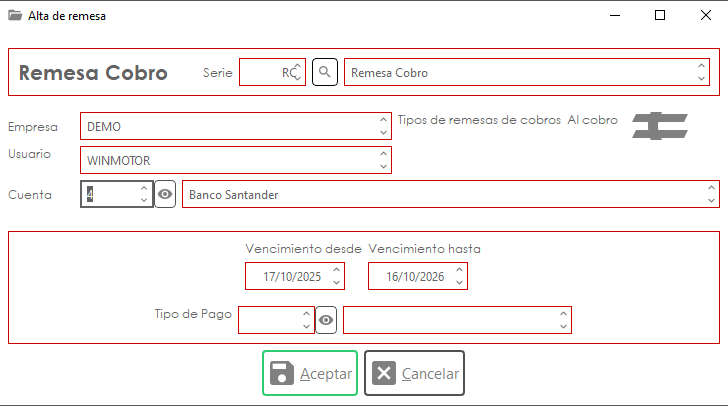 Alta de remesa
Remesa Cobro Serie RC Remesa Cobro
Empresa DEMO Tipos de remesas de cobros Al cobro
Usuario WINMOTOR
Cuenta 4 Banco Santander
Vencimiento desde Vencimiento hasta
17/10/2025 16/10/2026
Tipo de Pago
Aceptar Cancelar